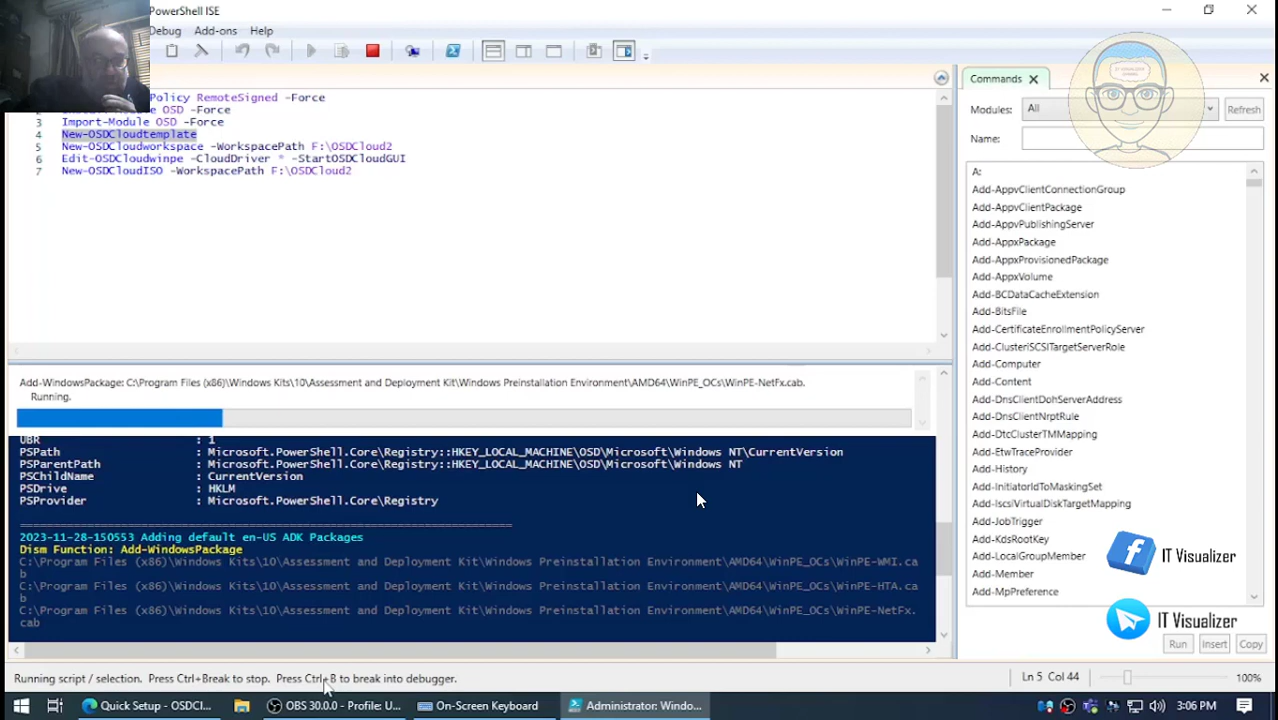 PowerShell ISE
Debug Add-ons Help
Policy RemoteSigned -Force
OSD -Force
Import-Module OSD -Force
4 New-OSDCloudtemplate
5 New-OSDCloudworkspace -WorkspacePath F:\OSDCloud2
6 Edit-OSDCloudwinpe -CloudDriver * -StartOSDCloudGUI
7 New-OSDCloudISO -WorkspacePath F:\OSDCloud2
Add-WindowsPackage: C:\Program Files (x86)\Windows Kits\10\Assessment and Deployment Kit\Windows Preinstallation Environment\AMD64\WinPE_OCs\WinPE-NetFx.cab.
Running.
UBR : 1
PSPath : Microsoft.PowerShell.Core\Registry::HKEY_LOCAL_MACHINE\OSD\Microsoft\Windows NT\CurrentVersion
PSParentPath : Microsoft.PowerShell.Core\Registry::HKEY_LOCAL_MACHINE\OSD\Microsoft\Windows NT
PSChildName : CurrentVersion
PSDrive : HKLM
PSProvider : Microsoft.PowerShell.Core\Registry
2023-11-28-150553 Adding default en-US ADK Packages
Dism Function: Add-WindowsPackage
C:\Program Files (x86)\Windows Kits\10\Assessment and Deployment Kit\Windows Preinstallation Environment\AMD64\WinPE_OCs\WinPE-WMI.ca
b
C:\Program Files (x86)\Windows Kits\10\Assessment and Deployment Kit\Windows Preinstallation Environment\AMD64\WinPE_OCs\WinPE-HTA.ca
b
C:\Program Files (x86)\Windows Kits\10\Assessment and Deployment Kit\Windows Preinstallation Environment\AMD64\WinPE_OCs\WinPE-NetFx.
cab
Commands
Modules: All Refresh
Name:
A:
Add-AppvClientConnectionGroup
Add-AppvClientPackage
Add-AppvPublishingServer
Add-AppxPackage
Add-AppxProvisionedPackage
Add-AppxVolume
Add-BCDataCacheExtension
Add-BitsFile
Add-CertificateEnrollmentPolicyServer
Add-ClusteriSCSITargetServerRole
Add-Computer
Add-Content
Add-DnsClientDohServerAddress
Add-DnsClientNrptRule
Add-DtcClusterTMMapping
Add-EtwTraceProvider
Add-History
Add-InitiatorIdToMaskingSet
Add-IscsiVirtualDiskTargetMapping
Add-JobTrigger
Add-KdsRootKey
Add-LocalGroupMember
Add-Member
Add-MpPreference
IT Visualizer
IT Visualizer
Run Insert Copy
Running script / selection. Press Ctrl+Break to stop. Press Ctrl+B to break into debugger.
Ln 5 Col 44 100%
Quick Setup - OSDCl... OBS 30.0.0 - Profile: U... On-Screen Keyboard Administrator: Windo... 3:06 PM